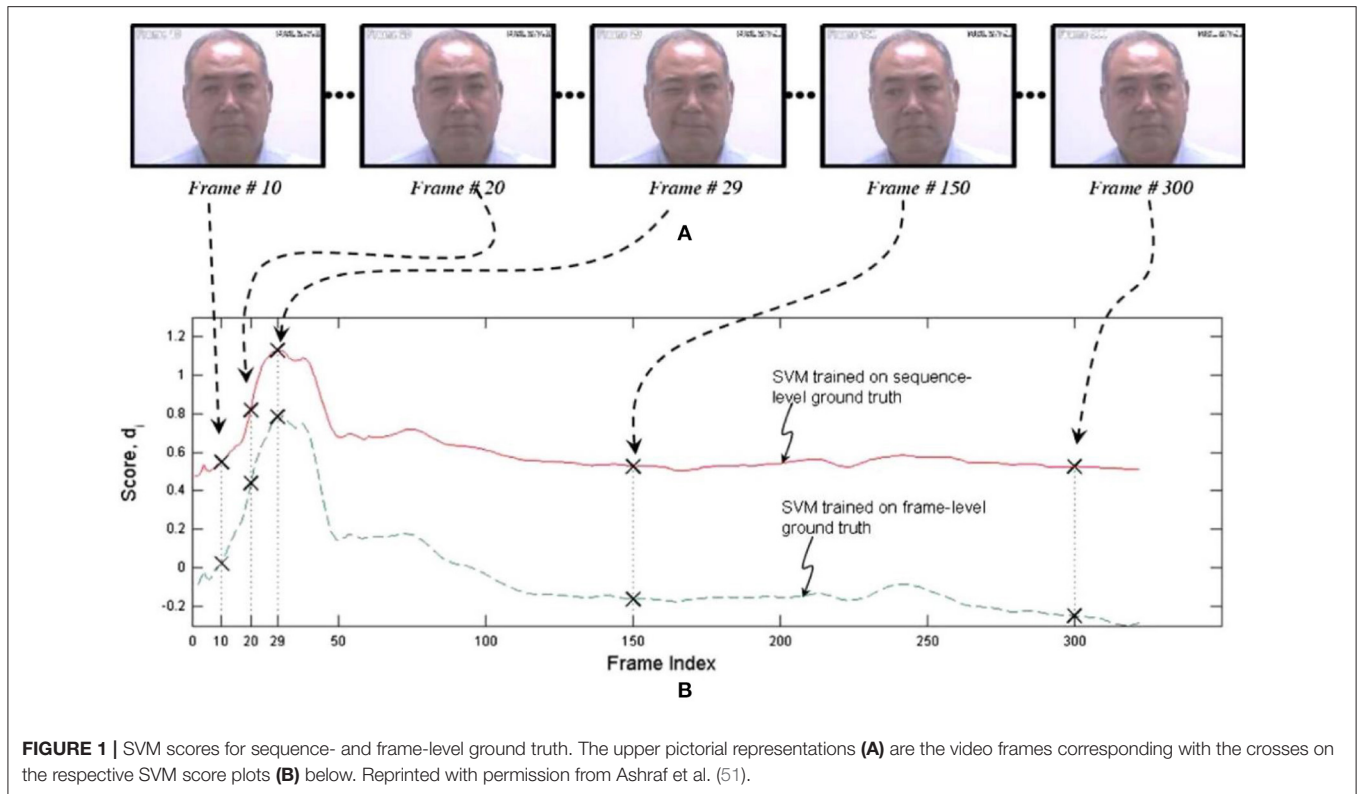 Frame # 10
Frame # 20
Frame # 29
Frame # 150
Frame # 300
A
1.2
1
0.8
0.6
0.4
0.2
0
-0.2
Score, dᵢ
SVM trained on sequence-
level ground truth
SVM trained on frame-level
ground truth
0 10 20 29 50 100 150 200 250 300
Frame Index
B
FIGURE 1 | SVM scores for sequence- and frame-level ground truth. The upper pictorial representations (A) are the video frames corresponding with the crosses on
the respective SVM score plots (B) below. Reprinted with permission from Ashraf et al. (51).